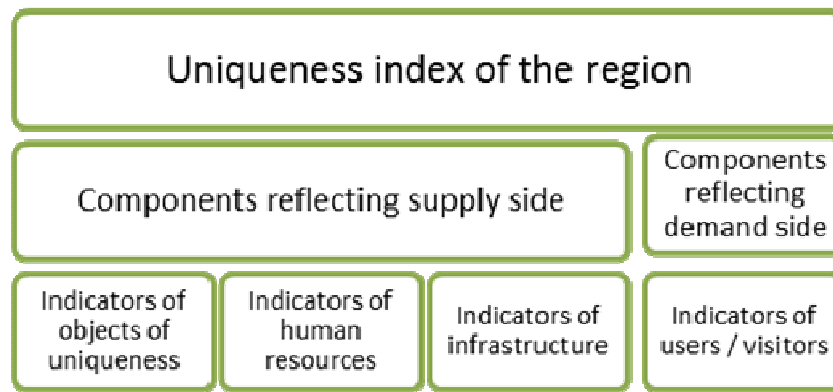 Uniqueness index of the region
Components reflecting supply side
Components
reflecting
demand side
Indicators of
objects of
uniqueness
Indicators of
human
resources
Indicators of
infrastructure
Indicators of
users / visitors